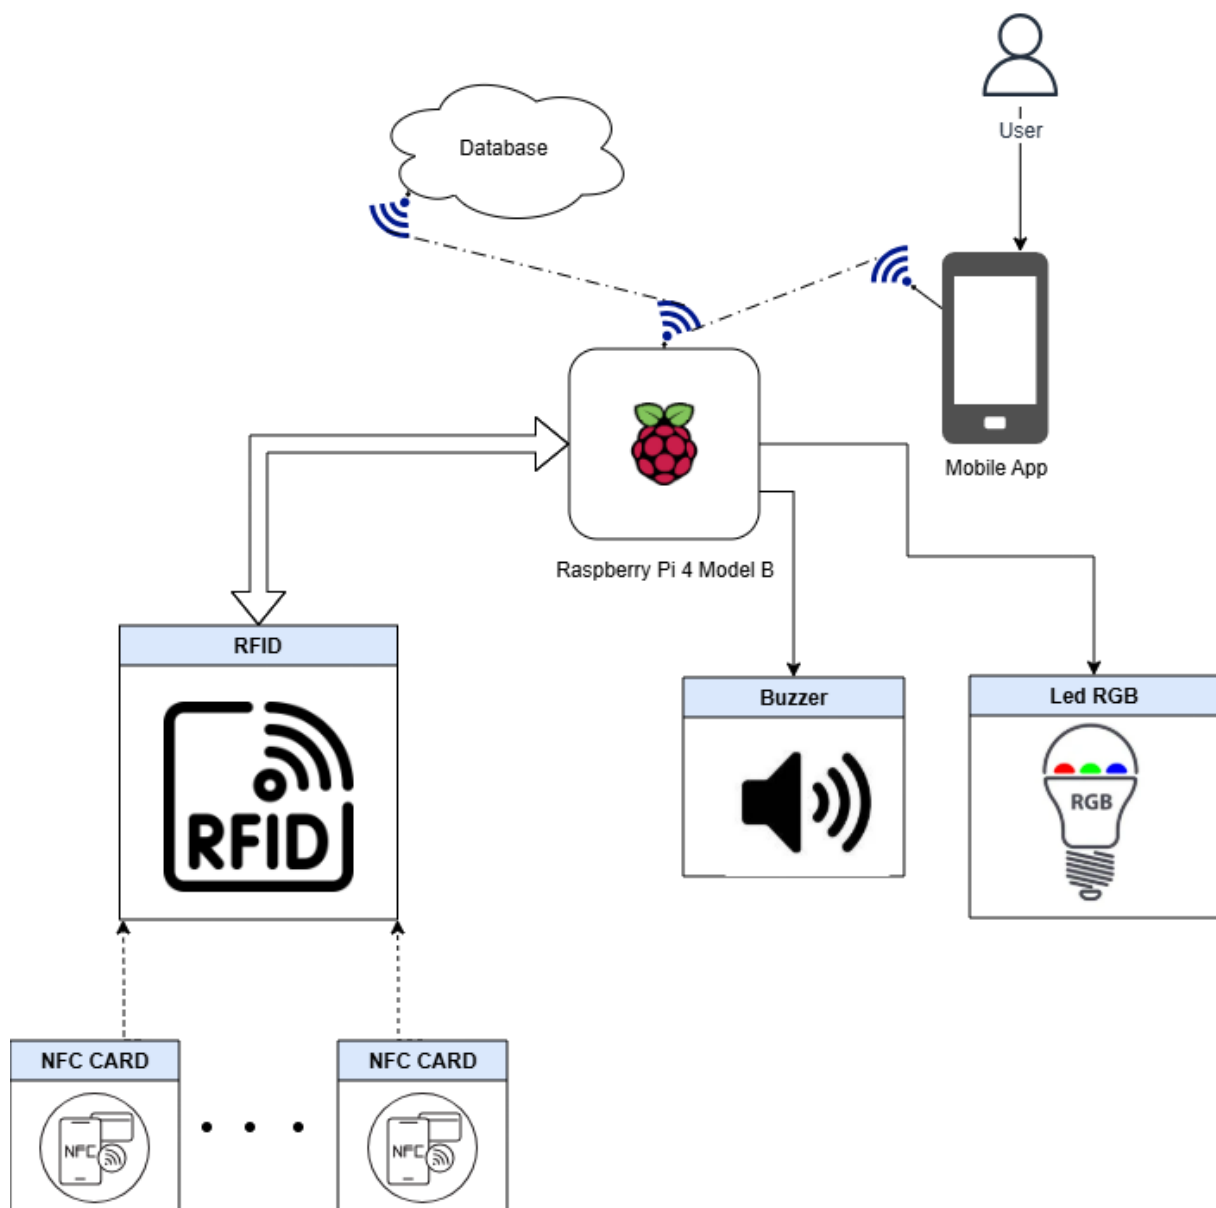 User
Database
Mobile App
Raspberry Pi 4 Model B
RFID
RFID
Buzzer
Led RGB
RGB
NFC CARD
NFC CARD
NFC
NFC